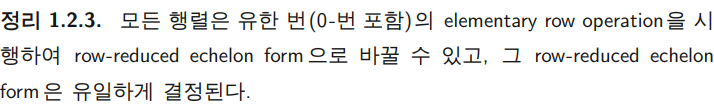 정리 1.2.3. 모든 행렬은 유한 번(0-번 포함)의 elementary row operation을 시
행하여 row-reduced echelon form으로 바꿀 수 있고, 그 row-reduced echelon
form은 유일하게 결정된다.